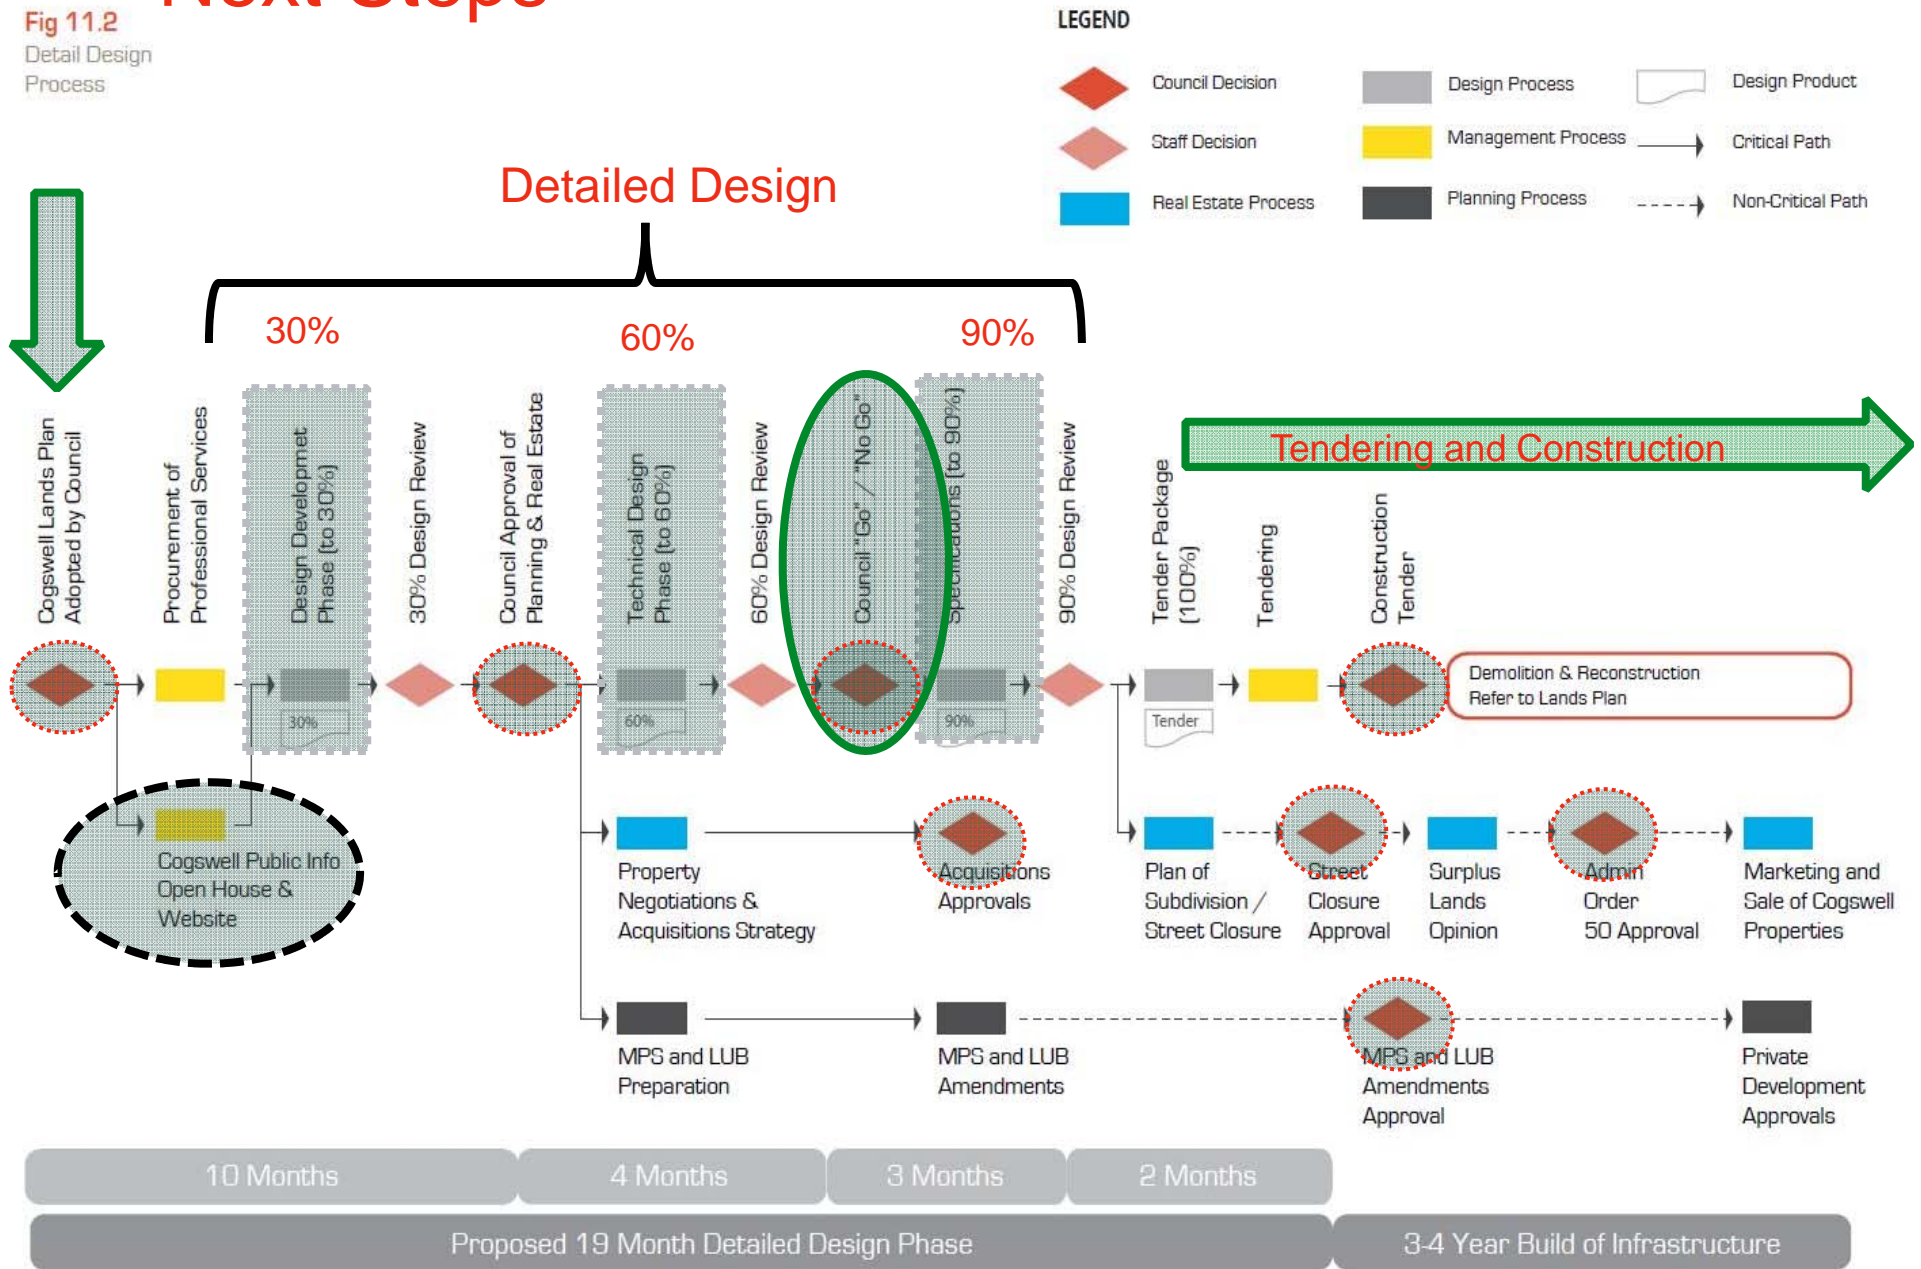 Next Steps
Fig 11.2
Detail Design
Process
LEGEND
Council Decision
Design Process
Design Product
Staff Decision
Management Process
Critical Path
Real Estate Process
Planning Process
Non-Critical Path
Detailed Design
30%
60%
90%
Tendering and Construction
Cogswell Lands Plan
Adopted by Council
Procurement of
Professional Services
Design Developmet
Phase (to 30%)
30% Design Review
Council Approval of
Planning & Real Estate
Technical Design
Phase (to 60%)
60% Design Review
Council "Go" / "No Go"
Specifications (to 90%)
90% Design Review
Tender Package
(100%)
Tendering
Construction
Tender
30%
60%
90%
Tender
Demolition & Reconstruction
Refer to Lands Plan
Cogswell Public Info
Open House &
Website
Property
Negotiations &
Acquisitions Strategy
Acquisitions
Approvals
Plan of
Subdivision /
Street Closure
Street
Closure
Approval
Surplus
Lands
Opinion
Admin
Order
50 Approval
Marketing and
Sale of Cogswell
Properties
MPS and LUB
Preparation
MPS and LUB
Amendments
MPS and LUB
Amendments
Approval
Private
Development
Approvals
10 Months
4 Months
3 Months
2 Months
Proposed 19 Month Detailed Design Phase
3-4 Year Build of Infrastructure